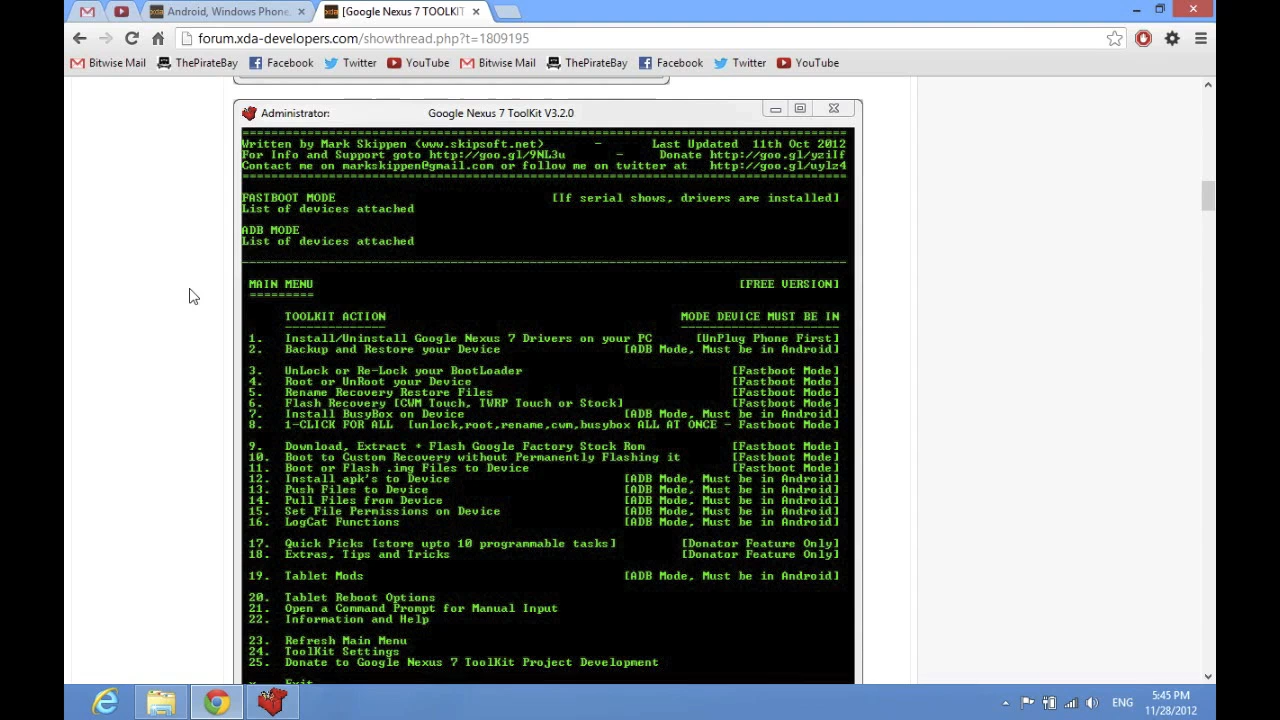 Android, Windows Phone,
[Google Nexus 7 TOOLKIT
forum.xda-developers.com/showthread.php?t=1809195
Bitwise Mail ThePirateBay Facebook Twitter YouTube Bitwise Mail ThePirateBay Facebook Twitter YouTube
Administrator: Google Nexus 7 ToolKit V3.2.0
Written by Mark Skippen (www.skipsoft.net) - Last Updated 11th Oct 2012
For Info and Support goto http://goo.gl/9NL3u - Donate http://goo.gl/yziIf
Contact me on markskippen@gmail.com or follow me on twitter at http://goo.gl/uylz4
FASTBOOT MODE [If serial shows, drivers are installed]
List of devices attached
ADB MODE
List of devices attached
MAIN MENU [FREE VERSION]
TOOLKIT ACTION MODE DEVICE MUST BE IN
1. Install/Uninstall Google Nexus 7 Drivers on your PC [UnPlug Phone First]
2. Backup and Restore your Device [ADB Mode, Must be in Android]
3. UnLock or Re-Lock your BootLoader [Fastboot Mode]
4. Root or UnRoot your Device [Fastboot Mode]
5. Rename Recovery Restore Files [Fastboot Mode]
6. Flash Recovery [CWM Touch, TWRP Touch or Stock] [Fastboot Mode]
7. Install BusyBox on Device [ADB Mode, Must be in Android]
8. 1-CLICK FOR ALL [unlock,root,rename,cwm,busybox ALL AT ONCE - Fastboot Mode]
9. Download, Extract + Flash Google Factory Stock Rom [Fastboot Mode]
10. Boot to Custom Recovery without Permanently Flashing it [Fastboot Mode]
11. Boot or Flash .img Files to Device [Fastboot Mode]
12. Install apk's to Device [ADB Mode, Must be in Android]
13. Push Files to Device [ADB Mode, Must be in Android]
14. Pull Files from Device [ADB Mode, Must be in Android]
15. Set File Permissions on Device [ADB Mode, Must be in Android]
16. LogCat Functions [ADB Mode, Must be in Android]
17. Quick Picks [store upto 10 programmable tasks] [Donator Feature Only]
18. Extras, Tips and Tricks [Donator Feature Only]
19. Tablet Mods [ADB Mode, Must be in Android]
20. Tablet Reboot Options
21. Open a Command Prompt for Manual Input
22. Information and Help
23. Refresh Main Menu
24. ToolKit Settings
25. Donate to Google Nexus 7 ToolKit Project Development
x. Exit
ENG
5:45 PM
11/28/2012